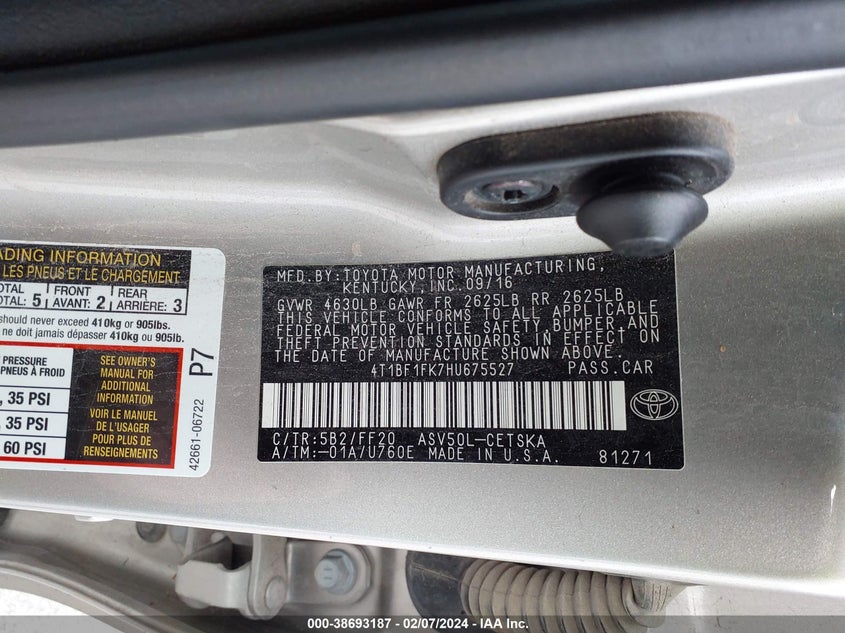 ADING INFORMATION
LES PNEUS ET LE CHARGEMENT
TOTAL FRONT REAR
TOTAL: 5 AVANT: 2 ARRIÈRE: 3
should never exceed 410kg or 905lbs.
ne doit jamais dépasser 410kg ou 905lb.
PRESSURE
PNEUS À FROID
, 35 PSI
, 35 PSI
60 PSI
SEE OWNER'S
MANUAL FOR
ADDITIONAL
INFORMATION
VOIR LE MANUEL
DE L'USAGER
POUR PLUS DE
RENSEIGNEMENTS
P7
42661-06722
MFD. BY: TOYOTA MOTOR MANUFACTURING,
KENTUCKY, INC. 09/16
GVWR 4630LB GAWR FR 2625LB RR 2625LB
THIS VEHICLE CONFORMS TO ALL APPLICABLE
FEDERAL MOTOR VEHICLE SAFETY, BUMPER, AND
THEFT PREVENTION STANDARDS IN EFFECT ON
THE DATE OF MANUFACTURE SHOWN ABOVE.
4T1BF1FK7HU675527 PASS.CAR
C/TR:5B2/FF20 ASV50L-CETSKA
A/TM:-01A/U760E MADE IN U.S.A. 81271
000-38693187 - 02/07/2024 - IAA Inc.